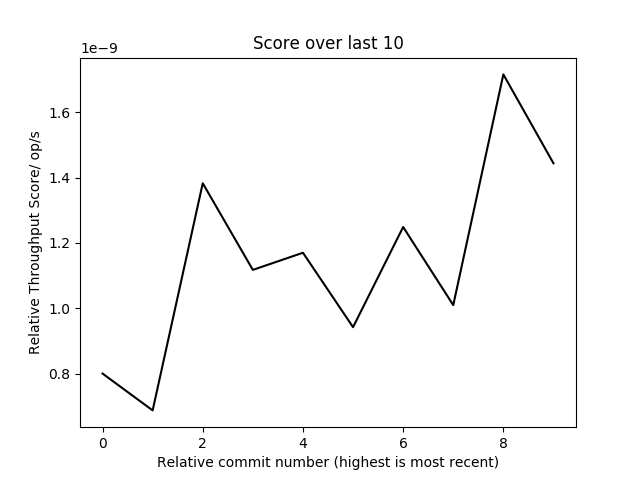 Score over last 10
1e−9
Relative Throughput Score/ op/s
1.6
1.4
1.2
1.0
0.8
0 2 4 6 8
Relative commit number (highest is most recent)